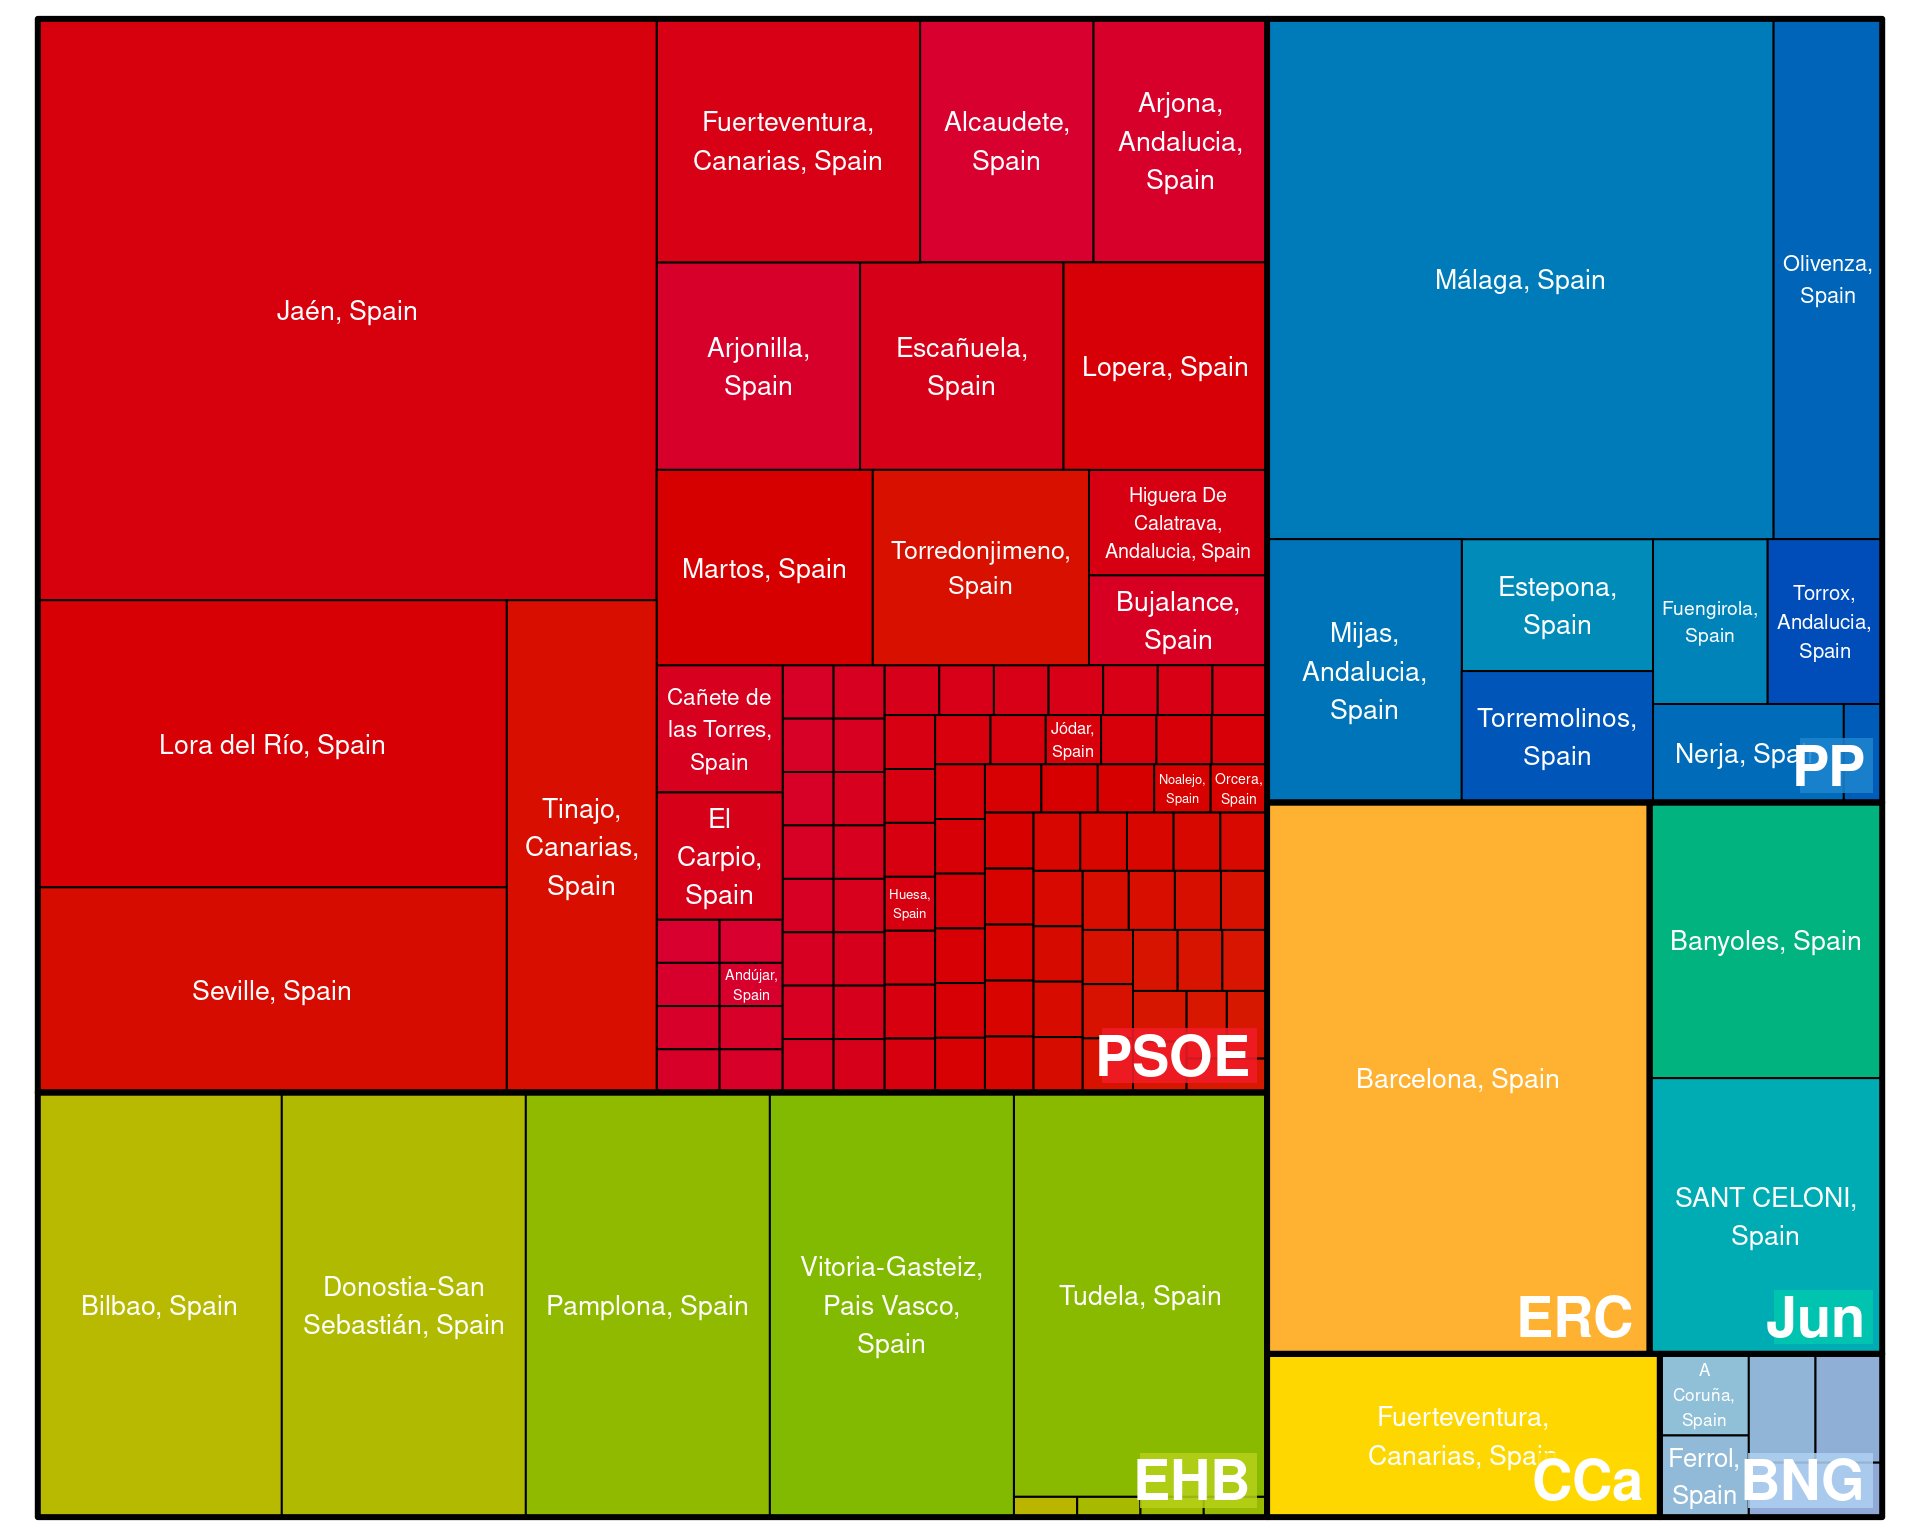 Jaén, Spain
Fuerteventura,
Canarias, Spain
Alcaudete,
Spain
Arjona,
Andalucia,
Spain
Arjonilla,
Spain
Escañuela,
Spain
Lopera, Spain
Martos, Spain
Torredonjimeno,
Spain
Higuera De
Calatrava,
Andalucia, Spain
Bujalance,
Spain
Lora del Río, Spain
Seville, Spain
Tinajo,
Canarias,
Spain
Cañete de
las Torres,
Spain
El
Carpio,
Spain
Andújar,
Spain
Huesa,
Spain
Jódar,
Spain
Noalejo,
Spain
Orcera,
Spain
PSOE
Málaga, Spain
Olivenza,
Spain
Mijas,
Andalucia,
Spain
Estepona,
Spain
Torremolinos,
Spain
Fuengirola,
Spain
Torrox,
Andalucia,
Spain
Nerja, Spa
PP
Bilbao, Spain
Donostia-San
Sebastián, Spain
Pamplona, Spain
Vitoria-Gasteiz,
Pais Vasco,
Spain
Tudela, Spain
EHB
Barcelona, Spain
ERC
Banyoles, Spain
SANT CELONI,
Spain
Jun
Fuerteventura,
Canarias, Spain
CCa
A
Coruña,
Spain
Ferrol,
Spain
BNG